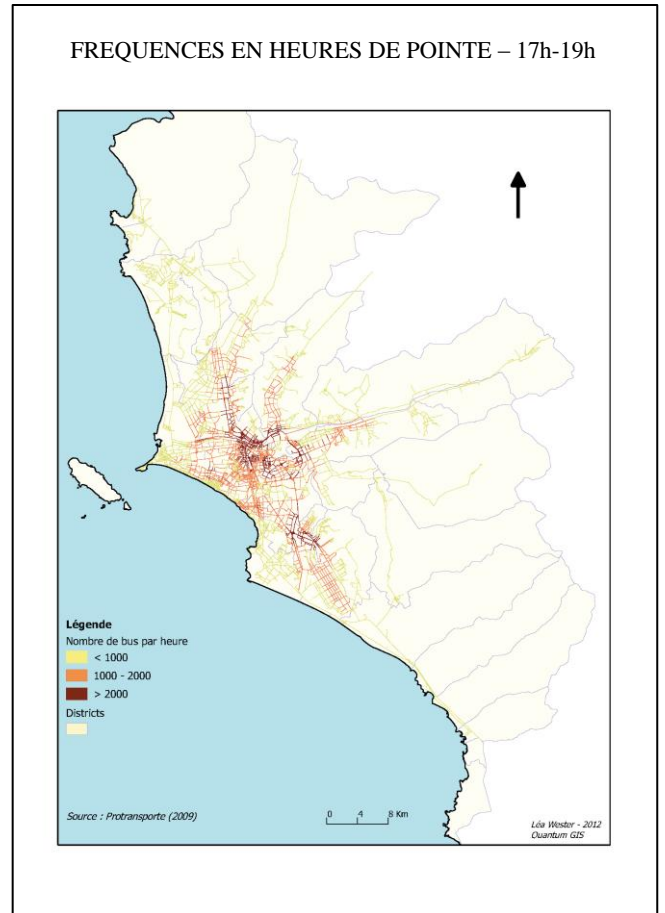 FREQUENCES EN HEURES DE POINTE – 17h-19h
Légende
Nombre de bus par heure
< 1000
1000 - 2000
> 2000
Districts
Source : Protransporte (2009)
0 4 8 Km
Léa Wester - 2012
Quantum GIS